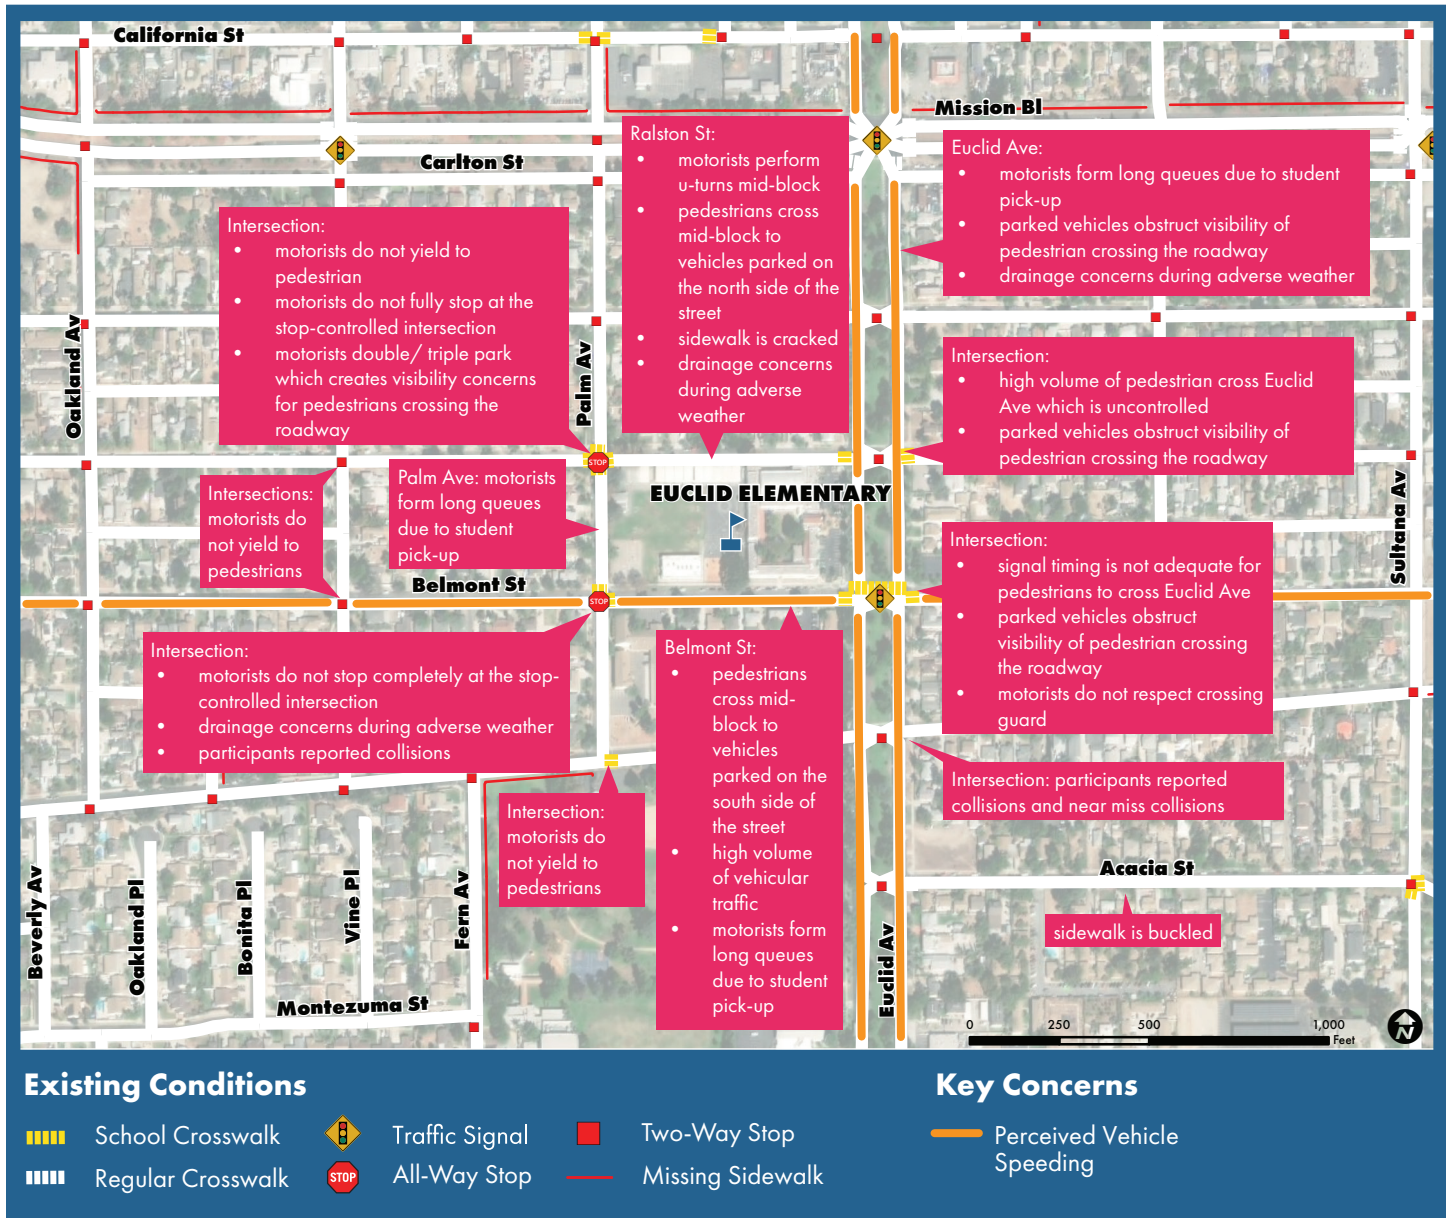 California St
Mission Bl
Carlton St
Ralston St:
• motorists perform
u-turns mid-block
• pedestrians cross
mid-block to
vehicles parked on
the north side of the
street
• sidewalk is cracked
• drainage concerns
during adverse
weather
Euclid Ave:
• motorists form long queues due to student
pick-up
• parked vehicles obstruct visibility of
pedestrian crossing the roadway
• drainage concerns during adverse weather
Intersection:
• motorists do not yield to
pedestrian
• motorists do not fully stop at the
stop-controlled intersection
• motorists double/ triple park
which creates visibility concerns
for pedestrians crossing the
roadway
Oakland Av
Palm Av
Intersection:
• high volume of pedestrian cross Euclid
Ave which is uncontrolled
• parked vehicles obstruct visibility of
pedestrian crossing the roadway
STOP
Intersections:
motorists do
not yield to
pedestrians
Palm Ave: motorists
form long queues
due to student
pick-up
EUCLID ELEMENTARY
Sultana Av
Intersection:
• signal timing is not adequate for
pedestrians to cross Euclid Ave
• parked vehicles obstruct
visibility of pedestrian crossing
the roadway
• motorists do not respect crossing
guard
Belmont St
STOP
Intersection:
• motorists do not stop completely at the stop-
controlled intersection
• drainage concerns during adverse weather
• participants reported collisions
Belmont St:
• pedestrians
cross mid-
block to
vehicles
parked on the
south side of
the street
• high volume
of vehicular
traffic
• motorists form
long queues
due to student
pick-up
Intersection: participants reported
collisions and near miss collisions
Intersection:
motorists do
not yield to
pedestrians
Acacia St
sidewalk is buckled
Beverly Av
Oakland Pl
Bonita Pl
Vine Pl
Fern Av
Euclid Av
Montezuma St
0 250 500 1,000
Feet
N
Existing Conditions
School Crosswalk
Regular Crosswalk
Traffic Signal
STOP
All-Way Stop
Two-Way Stop
Missing Sidewalk
Key Concerns
Perceived Vehicle
Speeding